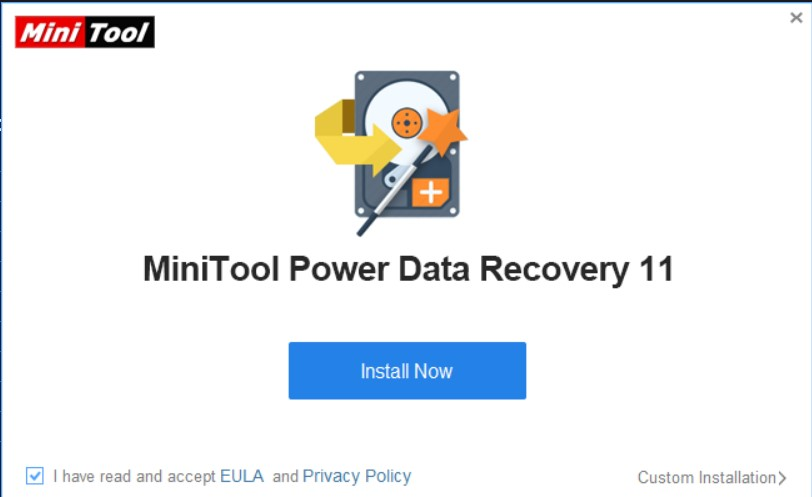 Mini Tool
MiniTool Power Data Recovery 11
Install Now
I have read and accept EULA and Privacy Policy
Custom Installation